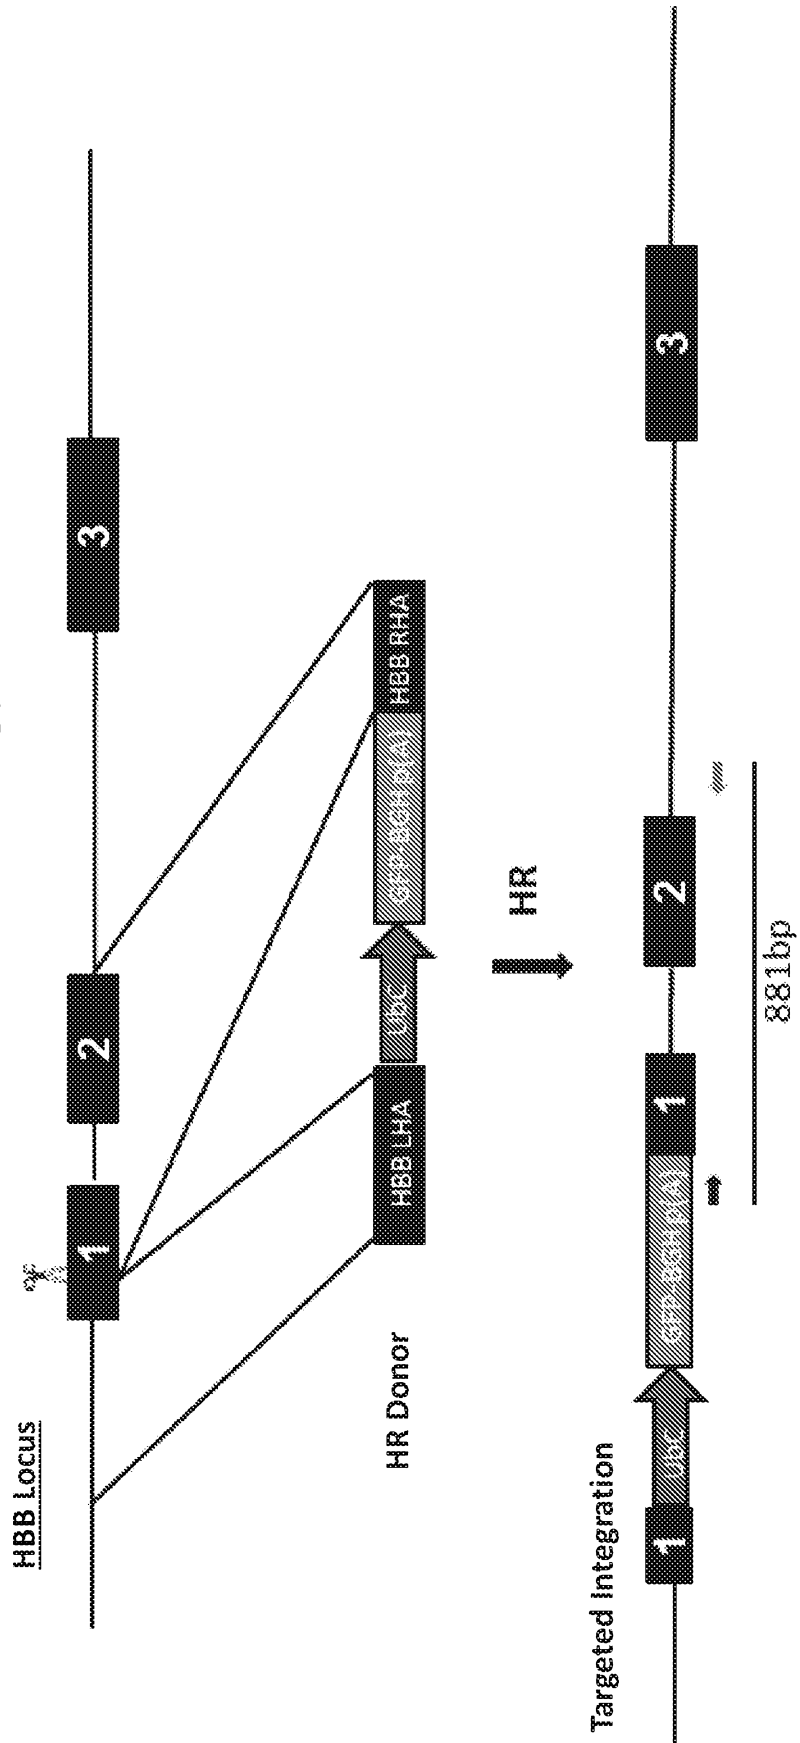 HBB Locus
1
2
3
HBB LHA
UbC
GFP-BGH p(A)
HBB RHA
HR Donor
HR
Targeted Integration
1
UbC
GFP-BGH p(A)
1
2
3
881bp